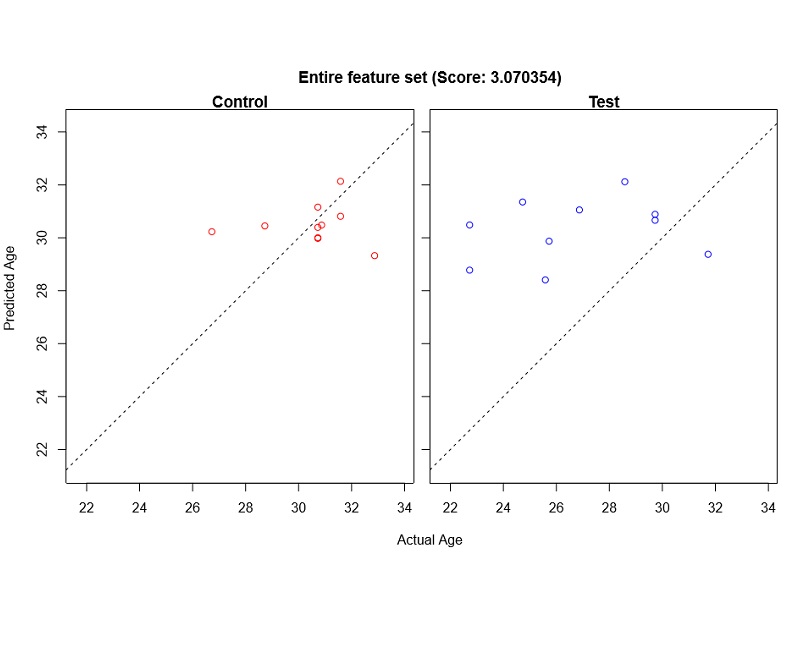 Entire feature set (Score: 3.070354)
Control
Test
34
32
30
28
26
24
22
Predicted Age
22 24 26 28 30 32 34
22 24 26 28 30 32 34
Actual Age